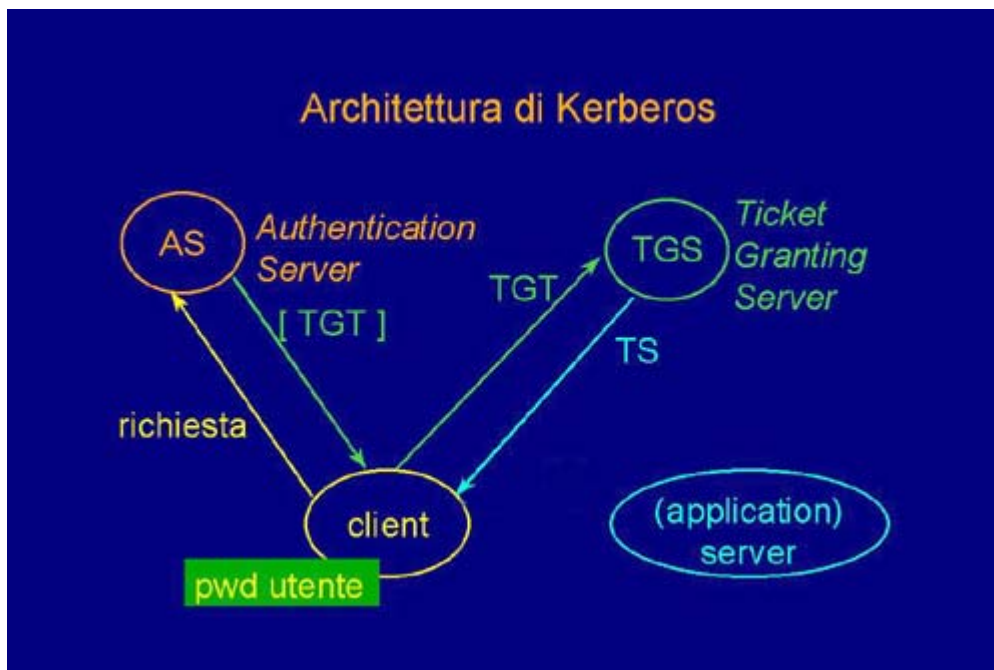 Architettura di Kerberos
AS
Authentication
Server
TGS
Ticket
Granting
Server
[ TGT ]
TGT
TS
richiesta
client
pwd utente
(application)
server